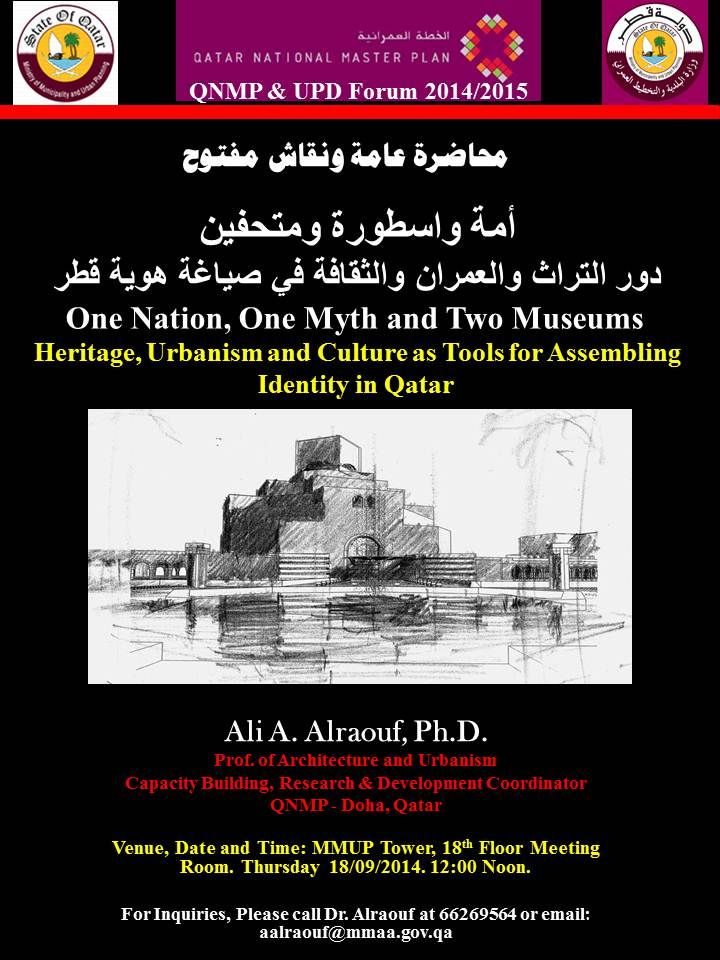 State Of Qatar
Ministry of Municipality and Urban Planning
الخطة العمرانية
QATAR NATIONAL MASTER PLAN
QNMP & UPD Forum 2014/2015
دولة قطر
State Of Qatar
وزارة البلدية والتخطيط العمراني
محاضرة عامة ونقاش مفتوح
أمة واسطورة ومتحفين
دور التراث والعمران والثقافة في صياغة هوية قطر
One Nation, One Myth and Two Museums
Heritage, Urbanism and Culture as Tools for Assembling
Identity in Qatar
Ali A. Alraouf, Ph.D.
Prof. of Architecture and Urbanism
Capacity Building, Research & Development Coordinator
QNMP - Doha, Qatar
Venue, Date and Time: MMUP Tower, 18th Floor Meeting
Room. Thursday 18/09/2014. 12:00 Noon.
For Inquiries, Please call Dr. Alraouf at 66269564 or email:
aalraouf@mmaa.gov.qa